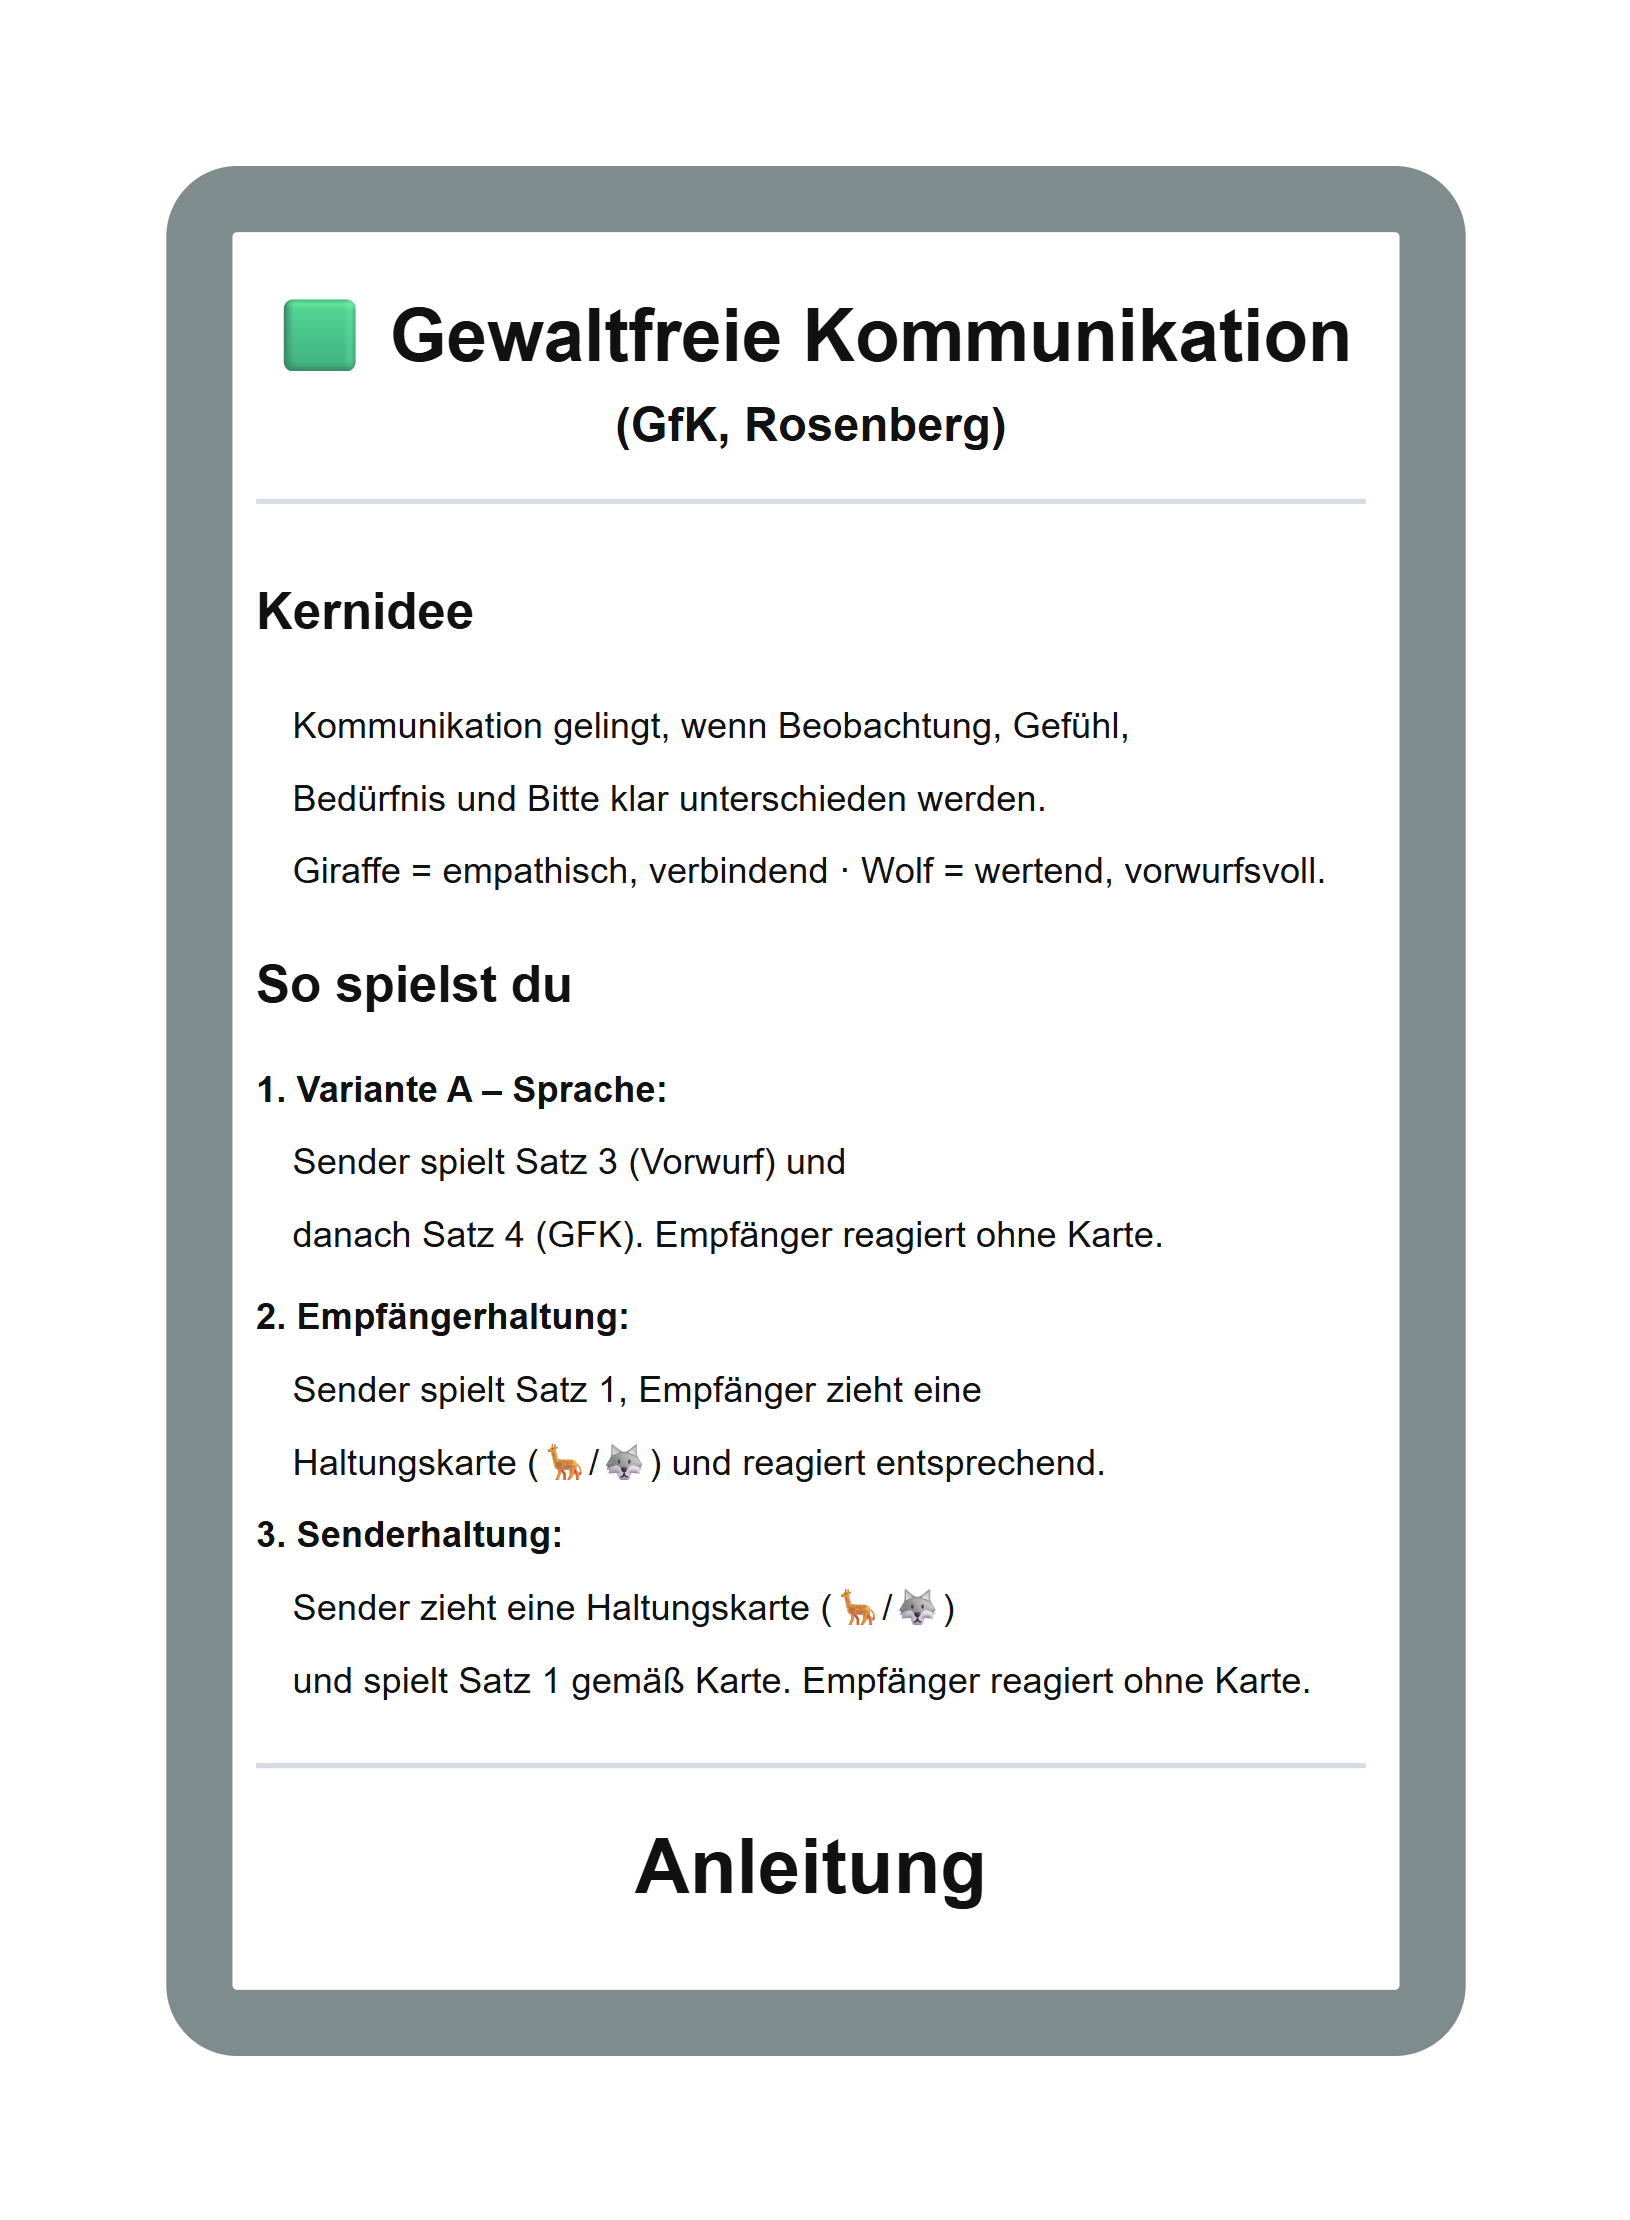 Gewaltfreie Kommunikation
(GfK, Rosenberg)
Kernidee
Kommunikation gelingt, wenn Beobachtung, Gefühl,
Bedürfnis und Bitte klar unterschieden werden.
Giraffe = empathisch, verbindend · Wolf = wertend, vorwurfsvoll.
So spielst du
1. Variante A – Sprache:
Sender spielt Satz 3 (Vorwurf) und
danach Satz 4 (GFK). Empfänger reagiert ohne Karte.
2. Empfängerhaltung:
Sender spielt Satz 1, Empfänger zieht eine
Haltungskarte (🦒/🐺) und reagiert entsprechend.
3. Senderhaltung:
Sender zieht eine Haltungskarte (🦒/🐺)
und spielt Satz 1 gemäß Karte. Empfänger reagiert ohne Karte.
Anleitung